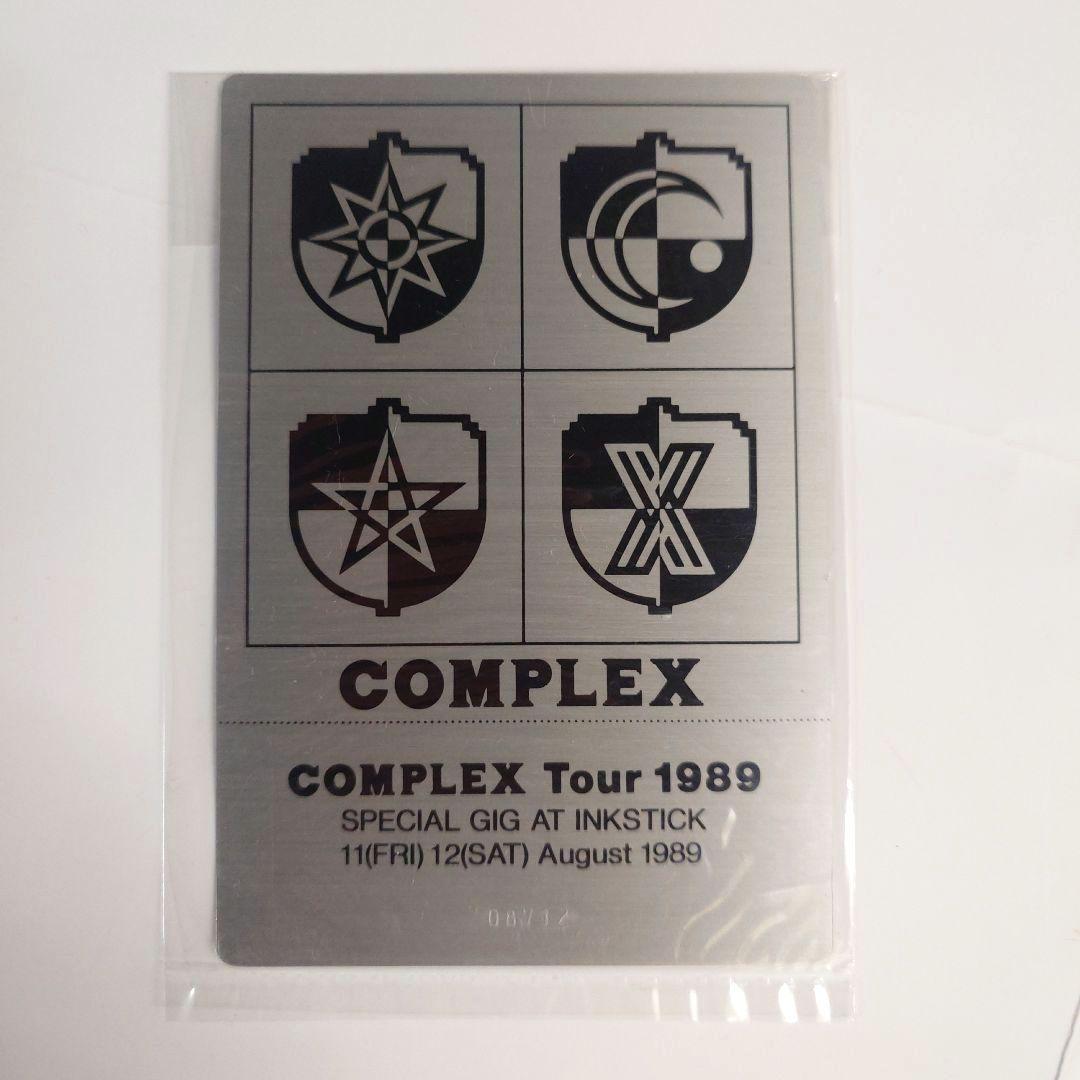 COMPLEX
COMPLEX Tour 1989
SPECIAL GIG AT INKSTICK
11(FRI) 12(SAT) August 1989